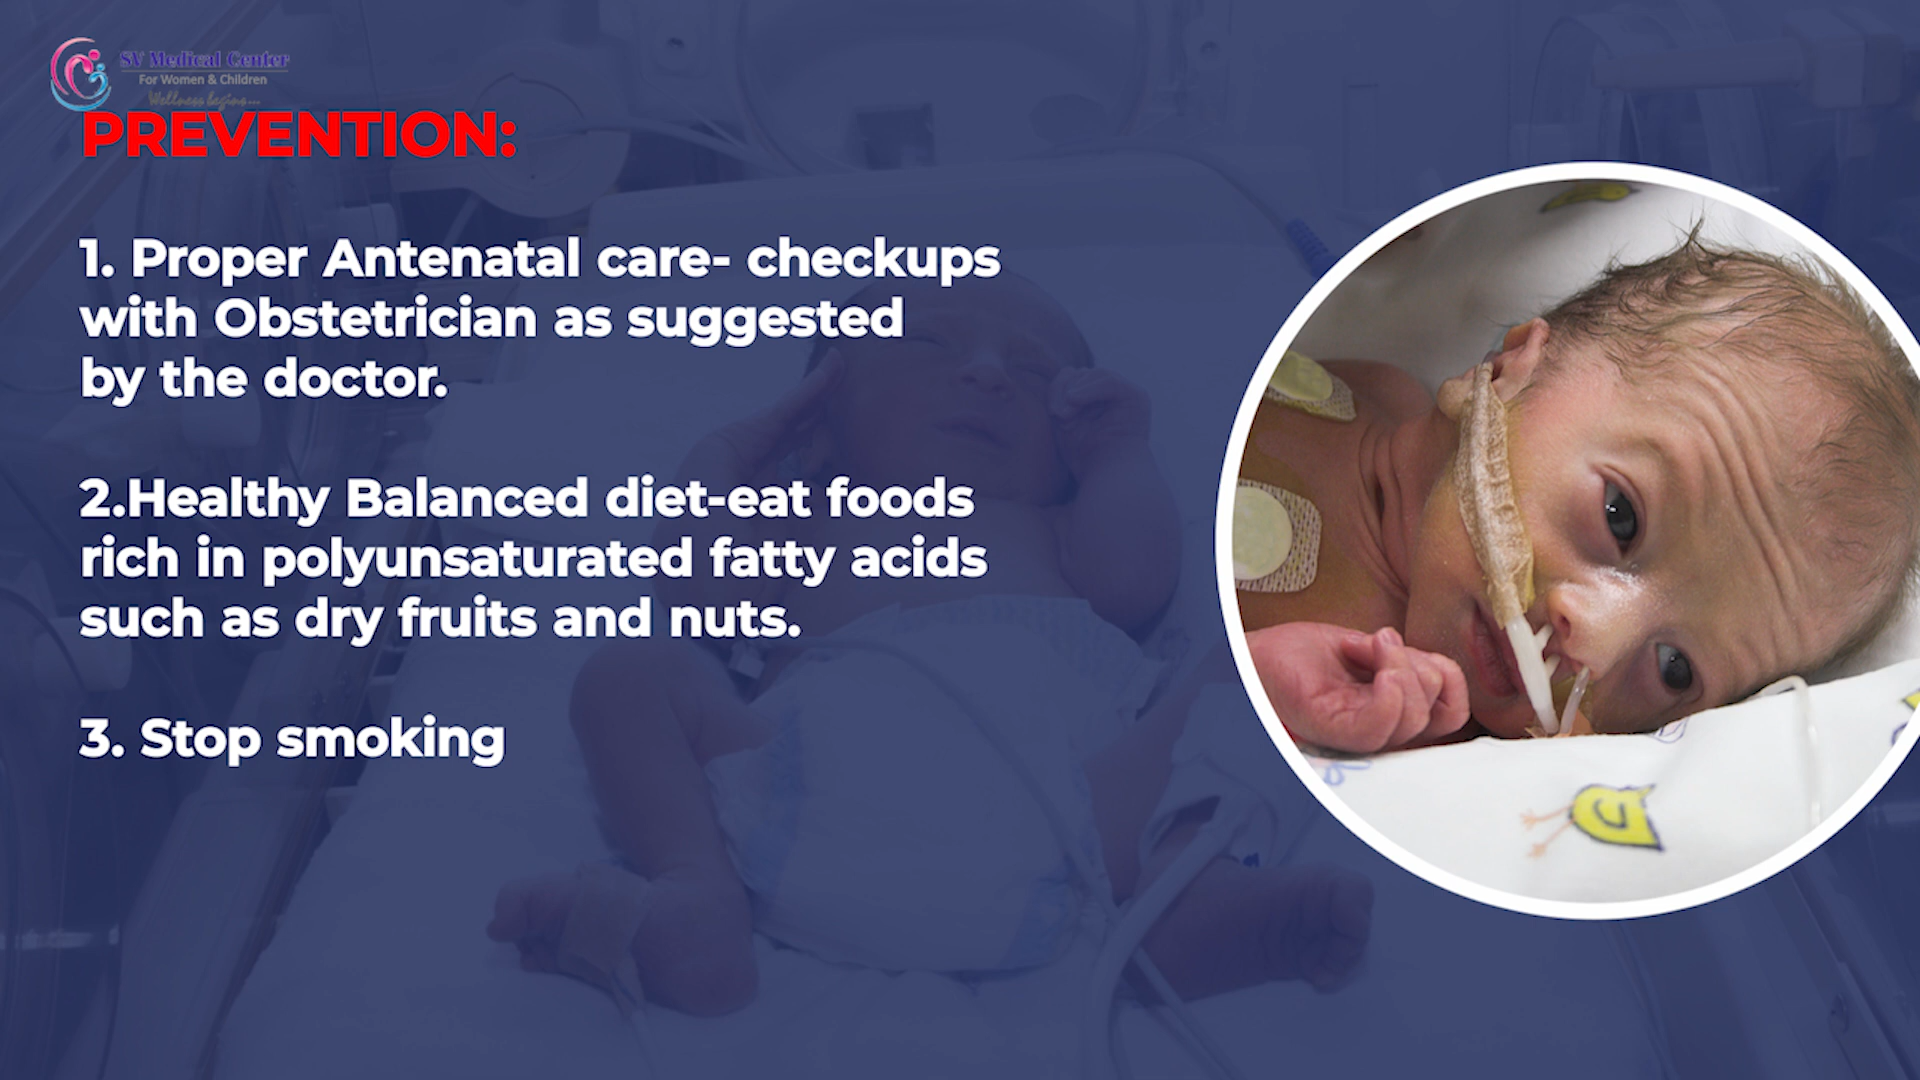 SV Medical Center
For Women & Children
Wellness begins...
PREVENTION:
1. Proper Antenatal care- checkups
with Obstetrician as suggested
by the doctor.
2.Healthy Balanced diet-eat foods
rich in polyunsaturated fatty acids
such as dry fruits and nuts.
3. Stop smoking